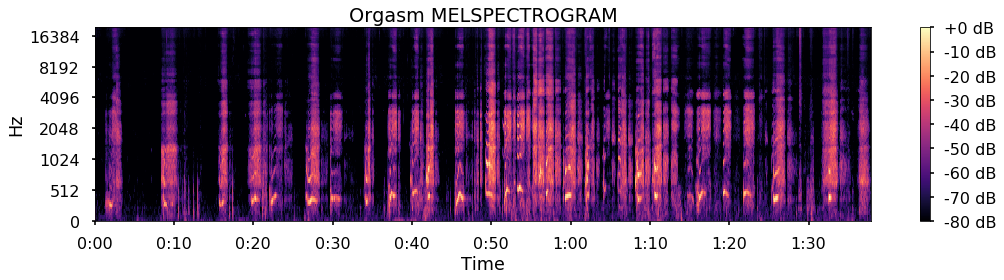 Orgasm MELSPECTROGRAM
Hz
16384
8192
4096
2048
1024
512
0
0:00 0:10 0:20 0:30 0:40 0:50 1:00 1:10 1:20 1:30
Time
+0 dB
-10 dB
-20 dB
-30 dB
-40 dB
-50 dB
-60 dB
-70 dB
-80 dB